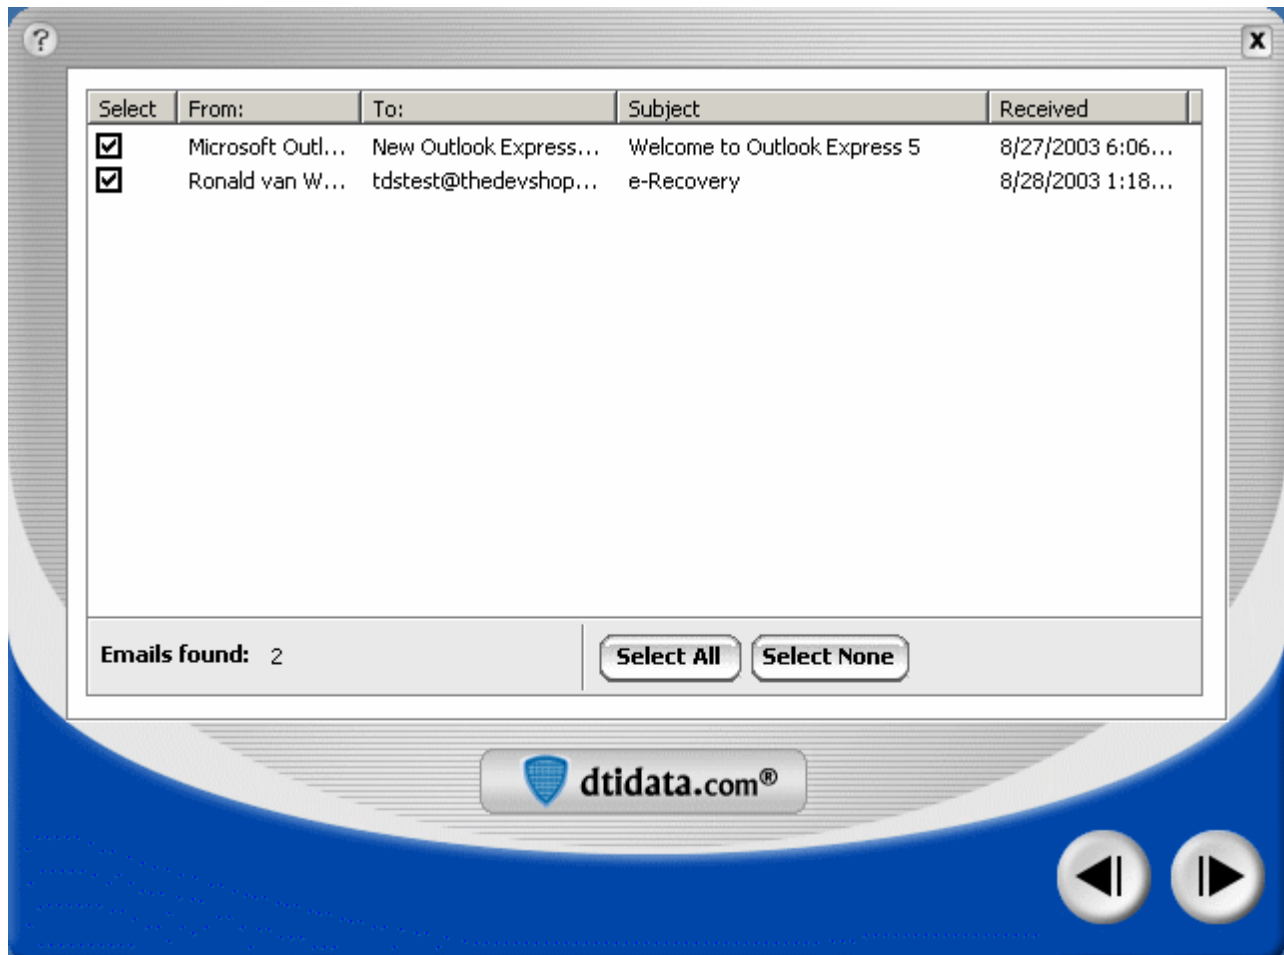 ?
X
Select From: To: Subject Received
Microsoft Outl... New Outlook Express... Welcome to Outlook Express 5 8/27/2003 6:06...
Ronald van W... tdstest@thedevshop... e-Recovery 8/28/2003 1:18...
Emails found: 2 Select All Select None
dtidata.com®